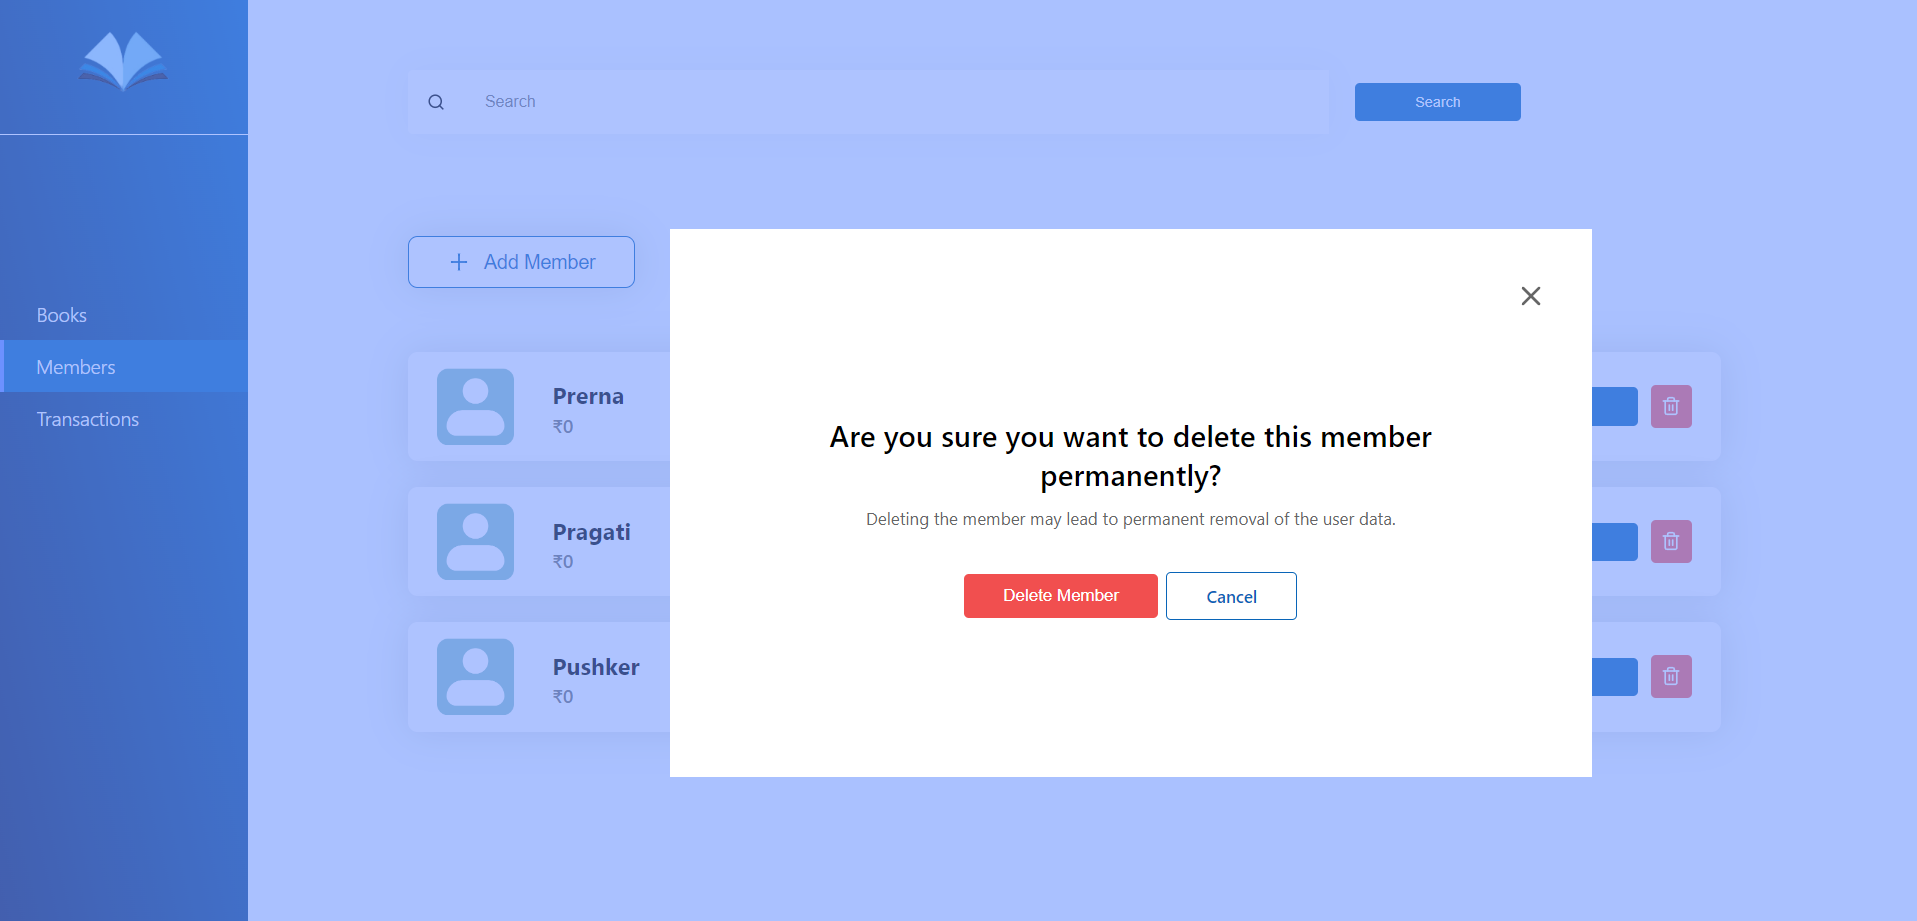 Search
Search
Add Member
Books
Members
Transactions
Prerna
₹0
Pragati
₹0
Pushker
₹0
Are you sure you want to delete this member
permanently?
Deleting the member may lead to permanent removal of the user data.
Delete Member
Cancel